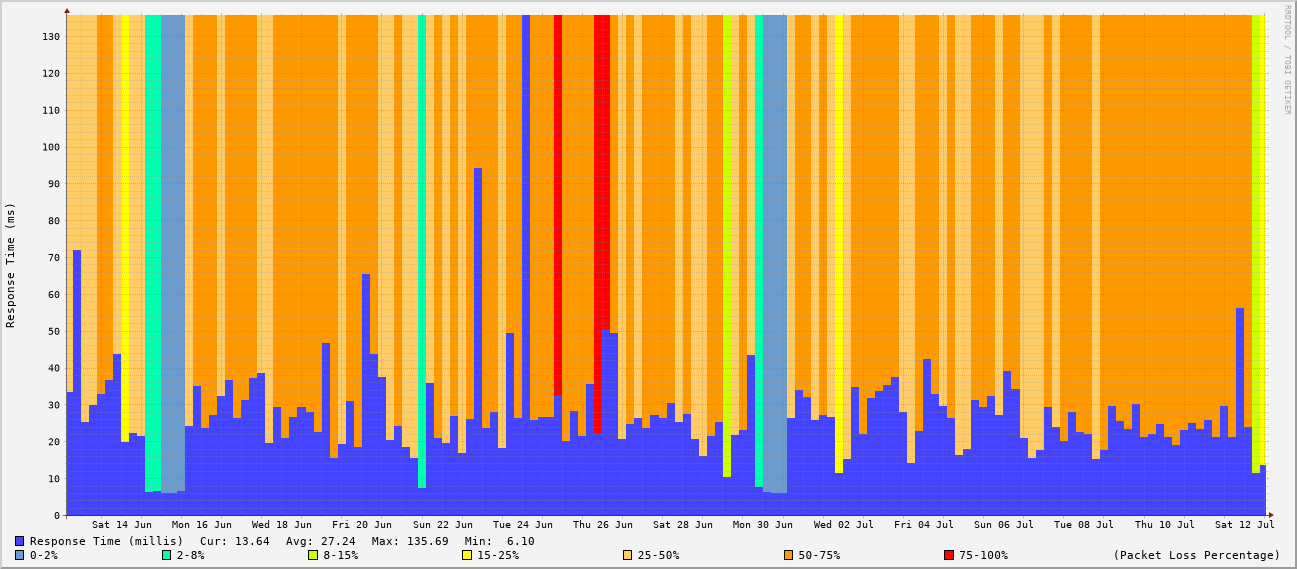 RRDTOOL / TOBI OETIKER
Response Time (ms)
130
120
110
100
90
80
70
60
50
40
30
20
10
0
Sat 14 Jun Mon 16 Jun Wed 18 Jun Fri 20 Jun Sun 22 Jun Tue 24 Jun Thu 26 Jun Sat 28 Jun Mon 30 Jun Wed 02 Jul Fri 04 Jul Sun 06 Jul Tue 08 Jul Thu 10 Jul Sat 12 Jul
Response Time (millis) Cur: 13.64 Avg: 27.24 Max: 135.69 Min: 6.10
0-2% 2-8% 8-15% 15-25% 25-50% 50-75% 75-100% (Packet Loss Percentage)